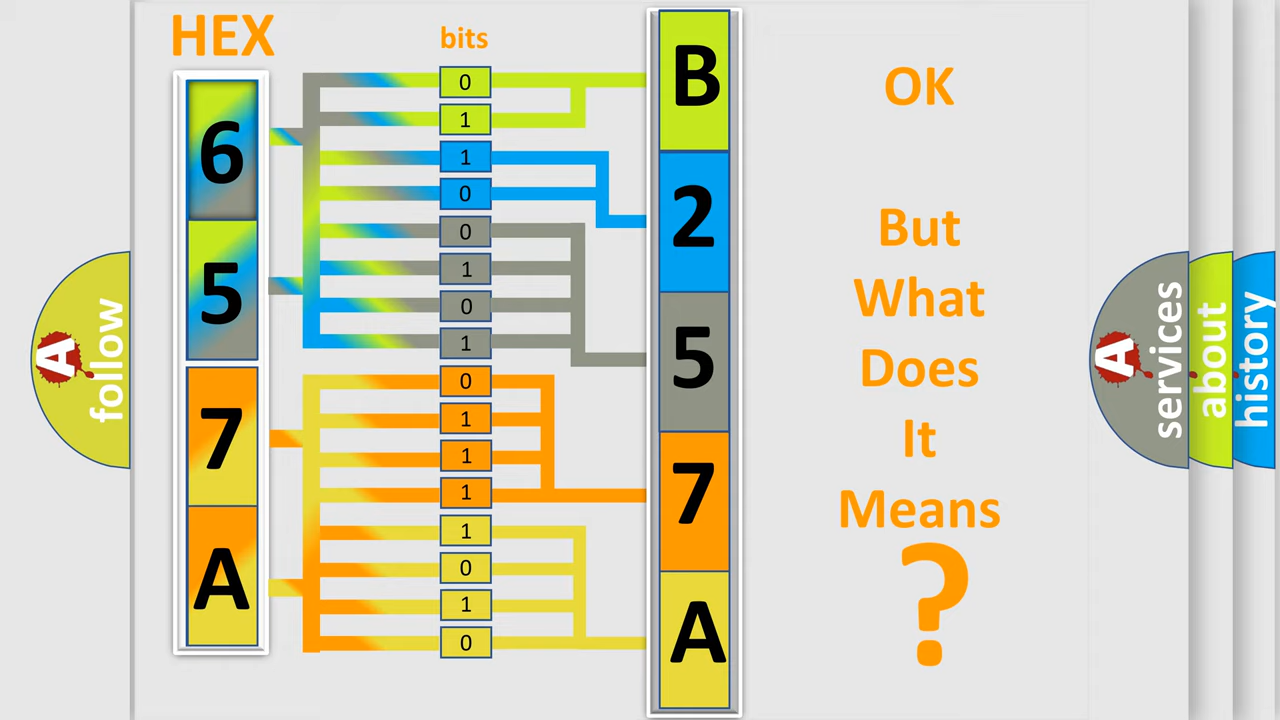 HEX
bits
6
5
7
A
0
1
1
0
0
1
0
1
0
1
1
1
1
0
1
0
B
2
5
7
A
OK
But
What
Does
It
Means
?
A
follow
A
services
about
history